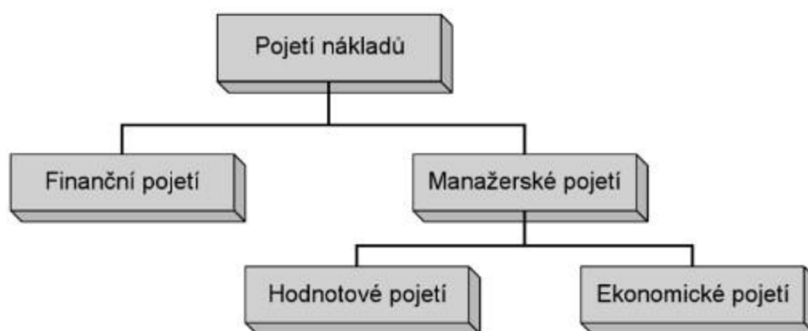 Pojetí nákladů
Finanční pojetí
Manažerské pojetí
Hodnotové pojetí
Ekonomické pojetí